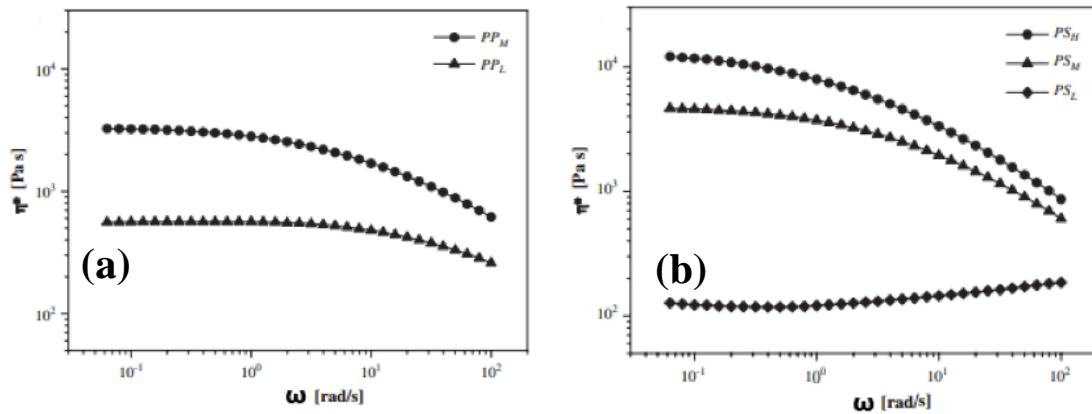 PP_M
PP_L
10^4
10^3
10^2
η* [Pa s]
(a)
10^-1
10^0
10^1
10^2
ω [rad/s]
PS_H
PS_M
PS_L
10^4
10^3
10^2
η* [Pa s]
(b)
10^-1
10^0
10^1
10^2
ω [rad/s]